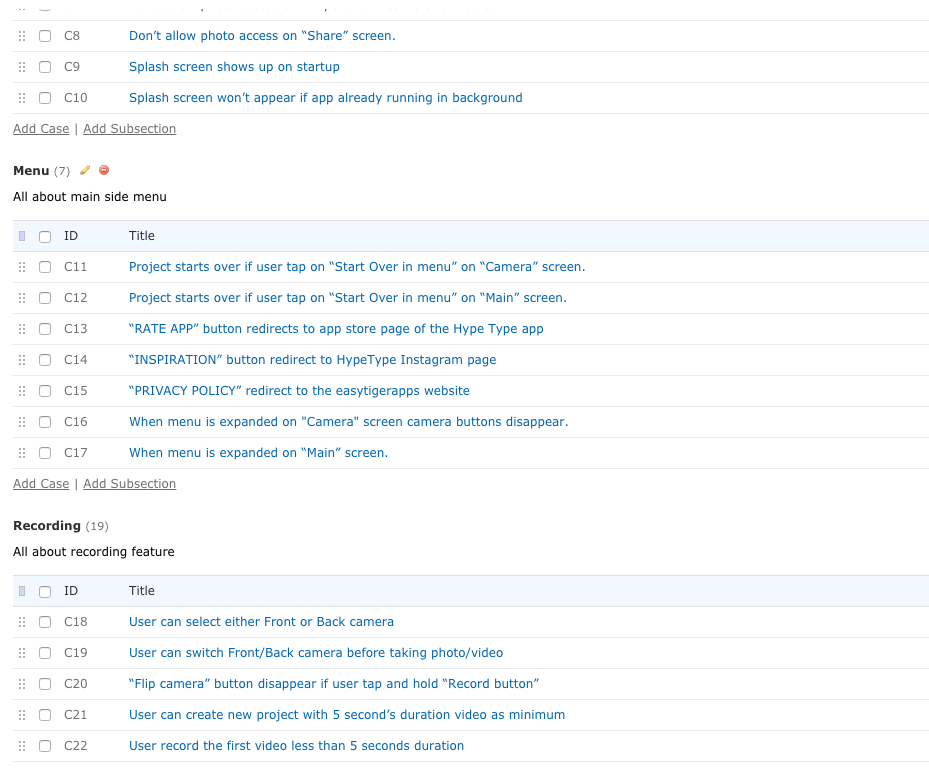 C8 Don’t allow photo access on “Share” screen.
C9 Splash screen shows up on startup
C10 Splash screen won’t appear if app already running in background
Add Case | Add Subsection
Menu (7)
All about main side menu
ID Title
C11 Project starts over if user tap on “Start Over in menu” on “Camera” screen.
C12 Project starts over if user tap on “Start Over in menu” on “Main” screen.
C13 “RATE APP” button redirects to app store page of the Hype Type app
C14 “INSPIRATION” button redirect to HypeType Instagram page
C15 “PRIVACY POLICY” redirect to the easytigerapps website
C16 When menu is expanded on "Camera" screen camera buttons disappear.
C17 When menu is expanded on “Main” screen.
Add Case | Add Subsection
Recording (19)
All about recording feature
ID Title
C18 User can select either Front or Back camera
C19 User can switch Front/Back camera before taking photo/video
C20 “Flip camera” button disappear if user tap and hold “Record button”
C21 User can create new project with 5 second’s duration video as minimum
C22 User record the first video less than 5 seconds duration